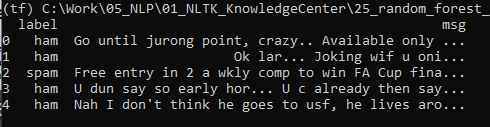 (tf) C:\Work\05_NLP\01_NLTK_KnowledgeCenter\25_random_forest_
label msg
0 ham Go until jurong point, crazy.. Available only ...
1 ham Ok lar... Joking wif u oni...
2 spam Free entry in 2 a wkly comp to win FA Cup fina...
3 ham U dun say so early hor... U c already then say...
4 ham Nah I don't think he goes to usf, he lives aro...